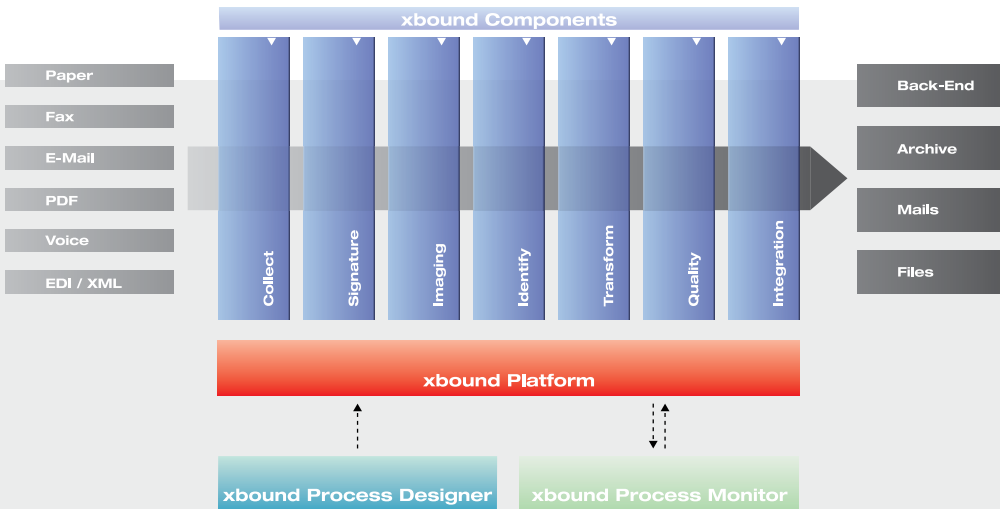 xbound Components
Paper
Fax
E-Mail
PDF
Voice
EDI / XML
Collect
Signature
Imaging
Identify
Transform
Quality
Integration
Back-End
Archive
Mails
Files
xbound Platform
xbound Process Designer
xbound Process Monitor